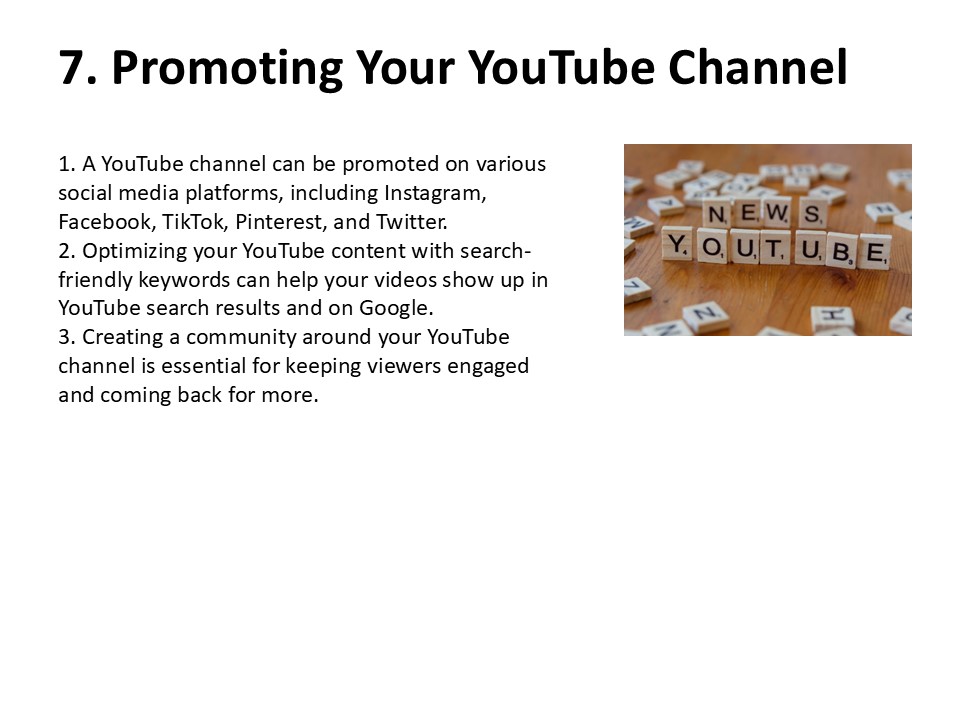 7. Promoting Your YouTube Channel
1. A YouTube channel can be promoted on various
social media platforms, including Instagram,
Facebook, TikTok, Pinterest, and Twitter.
2. Optimizing your YouTube content with search-
friendly keywords can help your videos show up in
YouTube search results and on Google.
3. Creating a community around your YouTube
channel is essential for keeping viewers engaged
and coming back for more.
NEWS
YOUTUBE